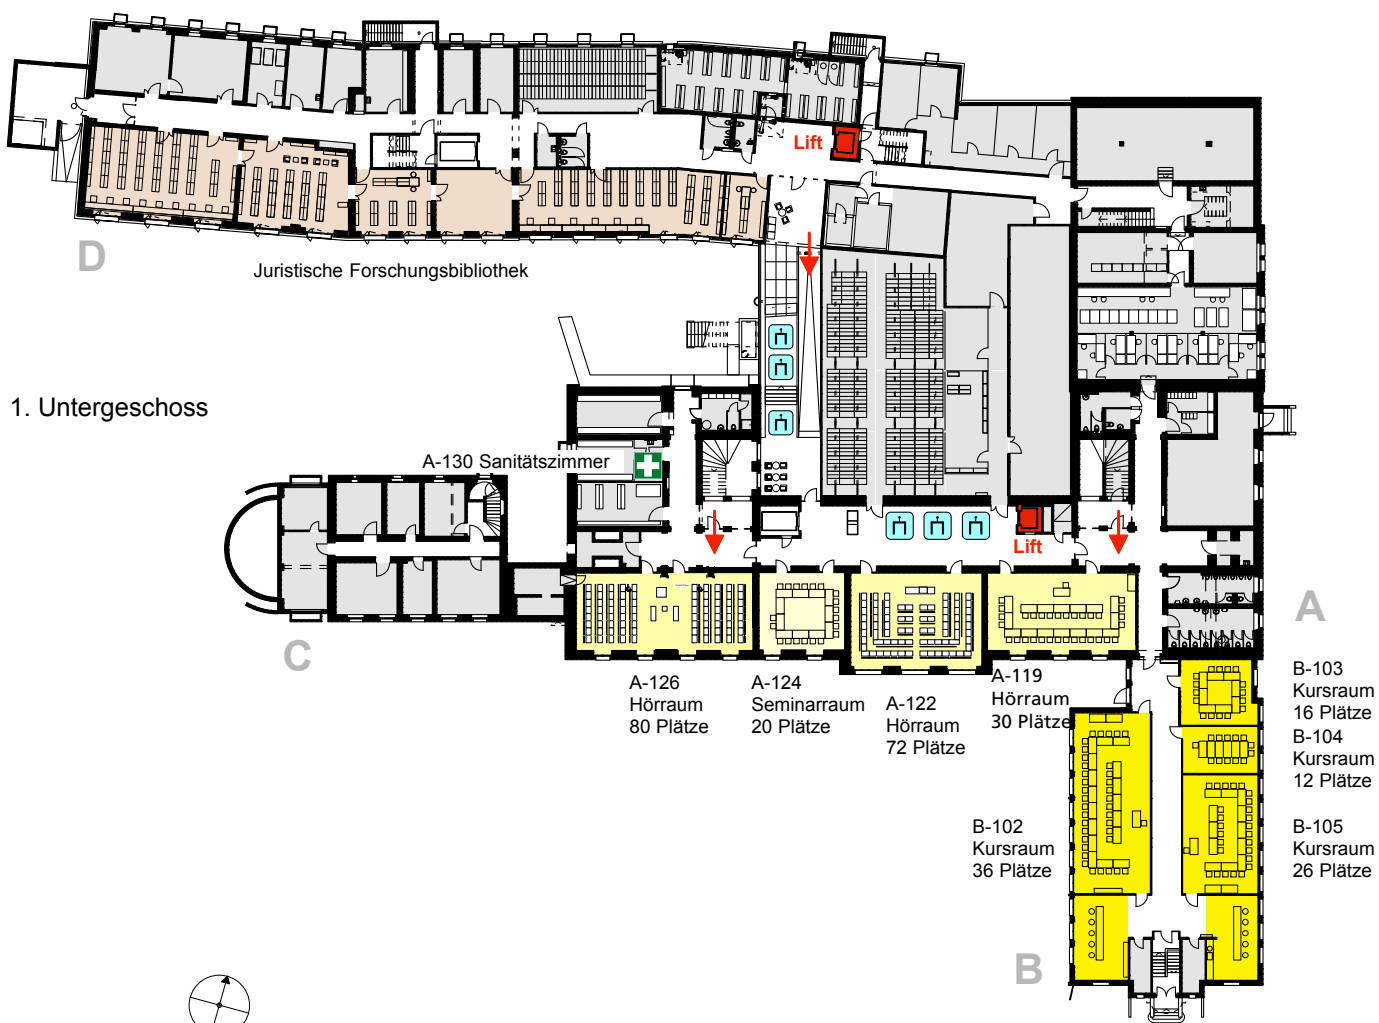 Lift
D
Juristische Forschungsbibliothek
1. Untergeschoss
A-130 Sanitätszimmer
Lift
A
C
A-126
Hörraum
80 Plätze
A-124
Seminarraum
20 Plätze
A-122
Hörraum
72 Plätze
A-119
Hörraum
30 Plätze
B-103
Kursraum
16 Plätze
B-104
Kursraum
12 Plätze
B-102
Kursraum
36 Plätze
B-105
Kursraum
26 Plätze
B